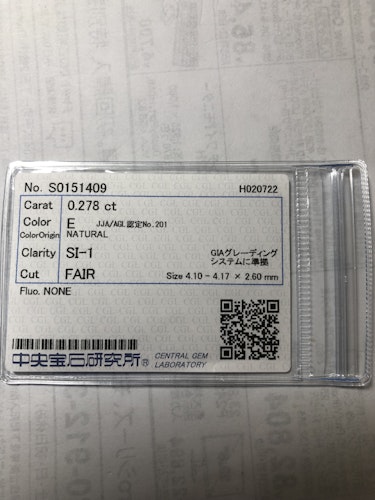 No. S0151409 H020722
Carat 0.278 ct
Color E JJA/AGL認定No.201
ColorOrigin NATURAL
Clarity SI-1 GIAグレーディング
システムに準拠
Cut FAIR Size 4.10 - 4.17 × 2.60 mm
Fluo. NONE
中央宝石研究所® CENTRAL GEM
LABORATORY